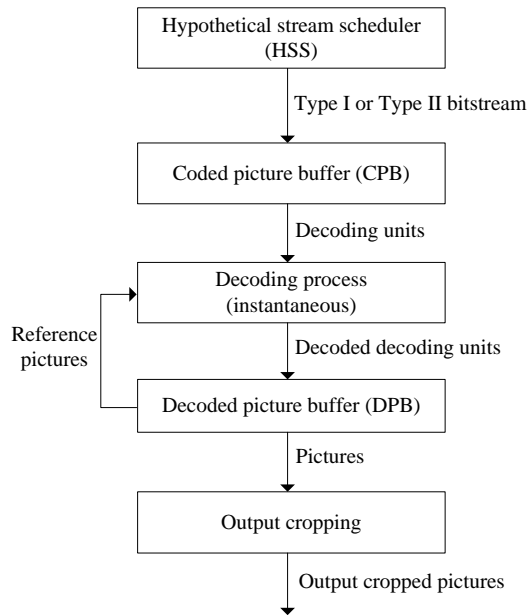 Hypothetical stream scheduler
(HSS)
Type I or Type II bitstream
Coded picture buffer (CPB)
Decoding units
Decoding process
(instantaneous)
Reference
pictures
Decoded decoding units
Decoded picture buffer (DPB)
Pictures
Output cropping
Output cropped pictures